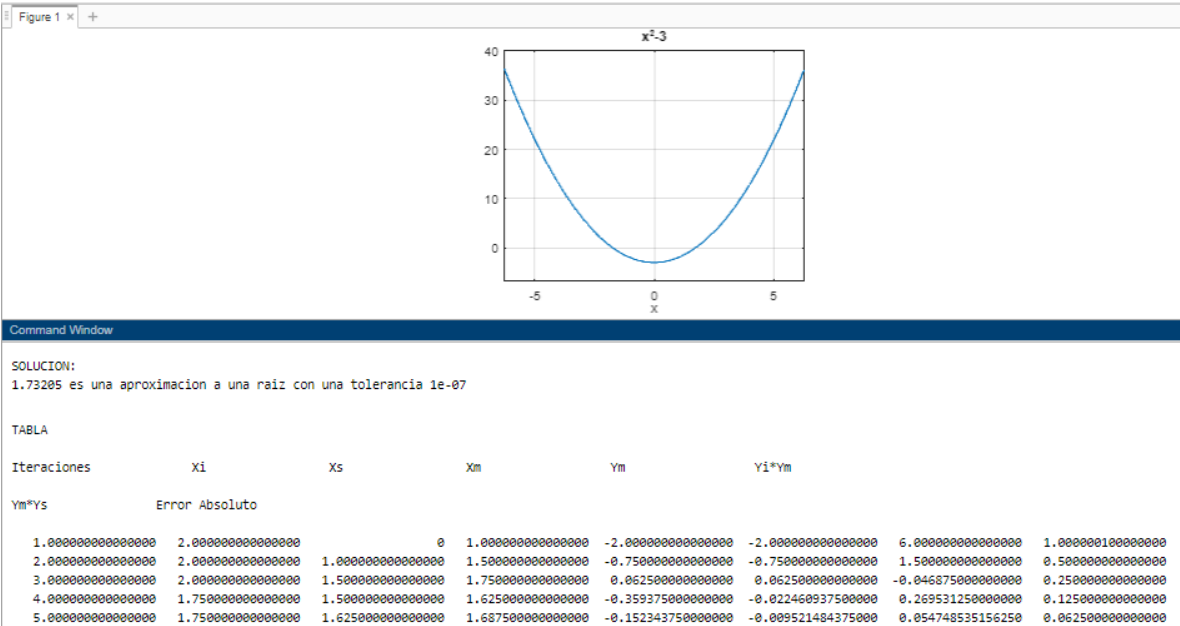 Figure 1 × +
x²-3
40
30
20
10
0
-5 0 5
x
Command Window
SOLUCION:
1.73205 es una aproximacion a una raiz con una tolerancia 1e-07
TABLA
Iteraciones Xi Xs Xm Ym Yi*Ym
Ym*Ys Error Absoluto
1.000000000000000 2.000000000000000 0 1.000000000000000 -2.000000000000000 -2.000000000000000 6.000000000000000 1.000000100000000
2.000000000000000 2.000000000000000 1.000000000000000 1.500000000000000 -0.750000000000000 -0.750000000000000 1.500000000000000 0.500000000000000
3.000000000000000 2.000000000000000 1.500000000000000 1.750000000000000 0.062500000000000 0.062500000000000 -0.046875000000000 0.250000000000000
4.000000000000000 1.750000000000000 1.500000000000000 1.625000000000000 -0.359375000000000 -0.022460937500000 0.269531250000000 0.125000000000000
5.000000000000000 1.750000000000000 1.625000000000000 1.687500000000000 -0.152343750000000 -0.009521484375000 0.054748535156250 0.062500000000000